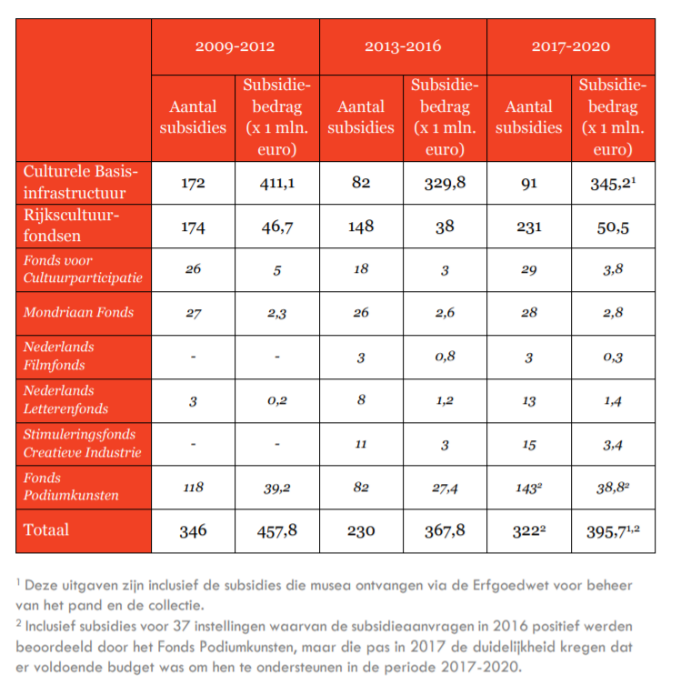 2009-2012 2013-2016 2017-2020
Aantal subsidies Subsidie-bedrag (x 1 mln. euro) Aantal subsidies Subsidie-bedrag (x 1 mln. euro) Aantal subsidies Subsidie-bedrag (x 1 mln. euro)
Culturele Basis-infrastructuur 172 411,1 82 329,8 91 345,2¹
Rijkscultuur-fondsen 174 46,7 148 38 231 50,5
Fonds voor Cultuurparticipatie 26 5 18 3 29 3,8
Mondriaan Fonds 27 2,3 26 2,6 28 2,8
Nederlands Filmfonds - - 3 0,8 3 0,3
Nederlands Letterenfonds 3 0,2 8 1,2 13 1,4
Stimuleringsfonds Creatieve Industrie - - 11 3 15 3,4
Fonds Podiumkunsten 118 39,2 82 27,4 143² 38,8²
Totaal 346 457,8 230 367,8 322² 395,7¹,²
¹ Deze uitgaven zijn inclusief de subsidies die musea ontvangen via de Erfgoedwet voor beheer
van het pand en de collectie.
² Inclusief subsidies voor 37 instellingen waarvan de subsidieaanvragen in 2016 positief werden
beoordeeld door het Fonds Podiumkunsten, maar die pas in 2017 de duidelijkheid kregen dat
er voldoende budget was om hen te ondersteunen in de periode 2017-2020.